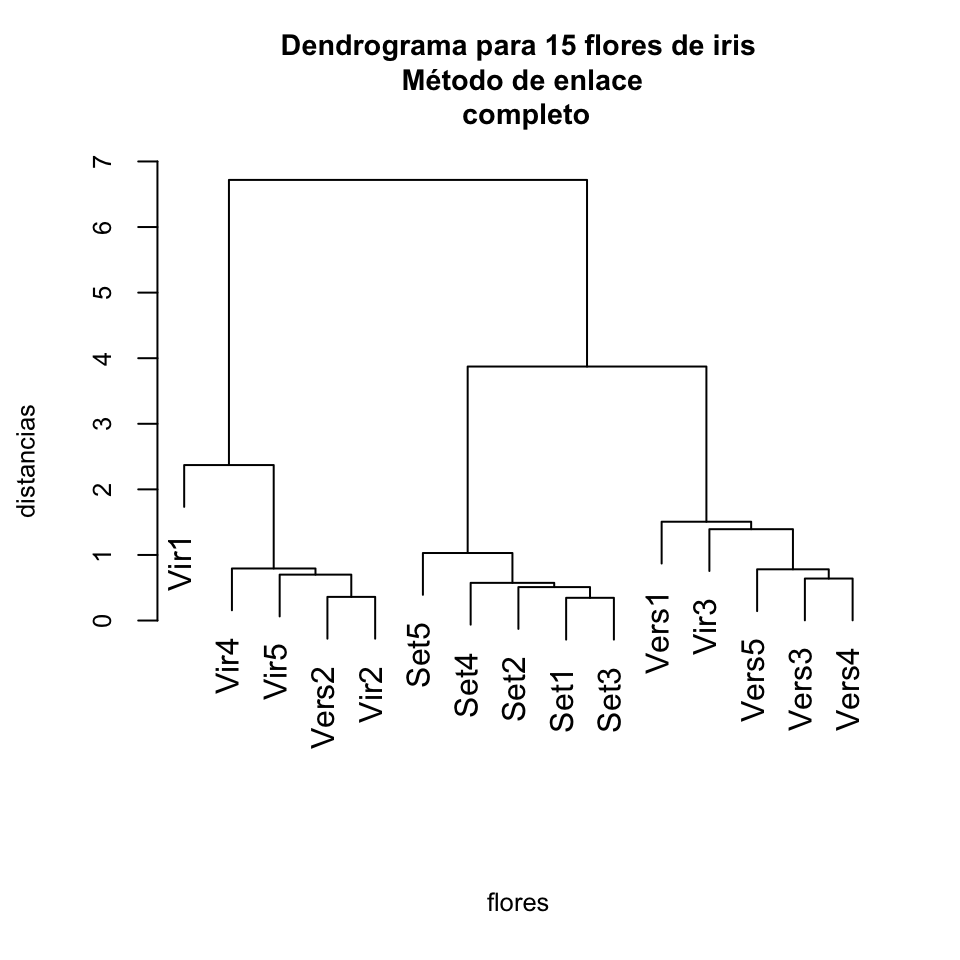 Dendrograma para 15 flores de iris
Método de enlace
completo
7
6
5
4
3
2
1
0
distancias
Vir1
Vir4
Vir5
Vers2
Vir2
Set5
Set4
Set2
Set1
Set3
Vers1
Vir3
Vers5
Vers3
Vers4
flores